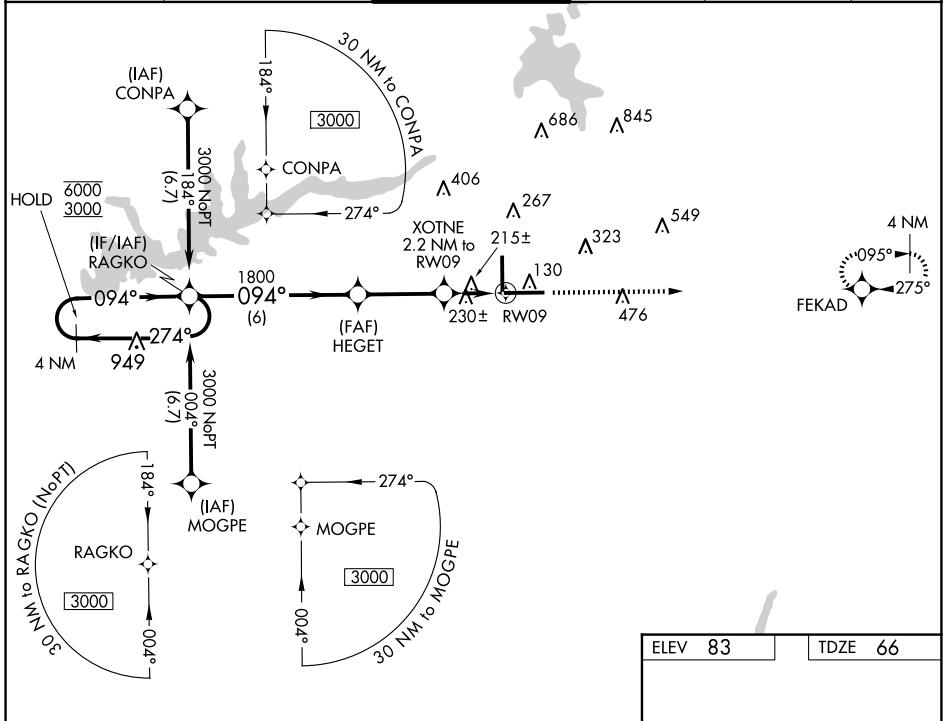 (IAF)
CONPA
184°
30 NM to CONPA
3000
CONPA
274°
686
845
3000 NoPT
184°
(6.7)
HOLD
6000
3000
406
267
549
(IF/IAF)
RAGKO
XOTNE
2.2 NM to
RW09
215±
323
4 NM
095°
275°
FEKAD
094°
1800
094°
(6)
130
(FAF)
HEGET
230±
RW09
476
4 NM
949
274°
3000 NoPT
004°
(6.7)
(IAF)
MOGPE
30 NM to RAGKO (NoPT)
184°
RAGKO
3000
004°
274°
MOGPE
3000
004°
30 NM to MOGPE
ELEV 83
TDZE 66